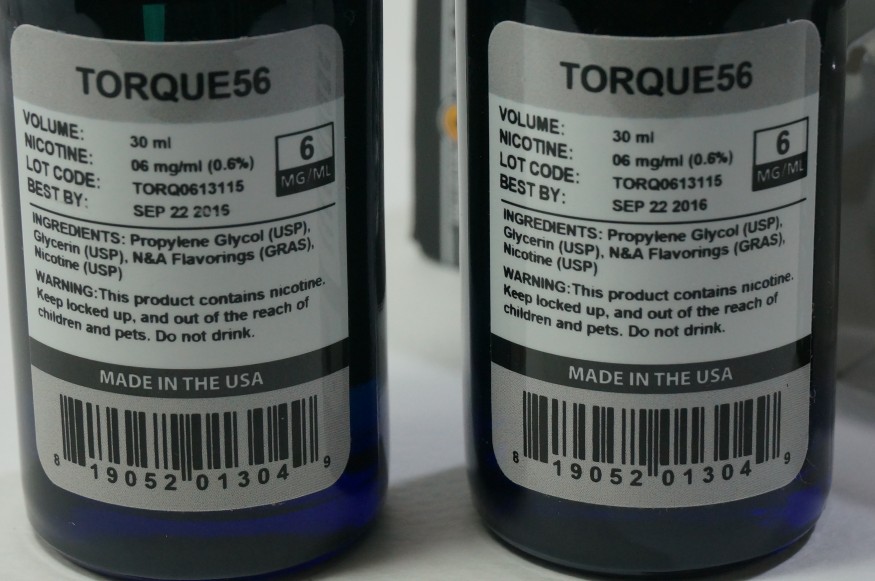 TORQUE56
VOLUME: 30 ml
NICOTINE: 06 mg/ml (0.6%)
LOT CODE: TORQ0613115
BEST BY: SEP 22 2015
6
MG/ML
INGREDIENTS: Propylene Glycol (USP),
Glycerin (USP), N&A Flavorings (GRAS),
Nicotine (USP)
WARNING:This product contains nicotine.
Keep locked up, and out of the reach of
children and pets. Do not drink.
MADE IN THE USA
8 19052 01304 9
TORQUE56
VOLUME: 30 ml
NICOTINE: 06 mg/ml (0.6%)
LOT CODE: TORQ0613115
BEST BY: SEP 22 2016
6
MG/ML
INGREDIENTS: Propylene Glycol (USP),
Glycerin (USP), N&A Flavorings (GRAS),
Nicotine (USP)
WARNING:This product contains nicotine.
Keep locked up, and out of the reach of
children and pets. Do not drink.
MADE IN THE USA
8 19052 01304 9